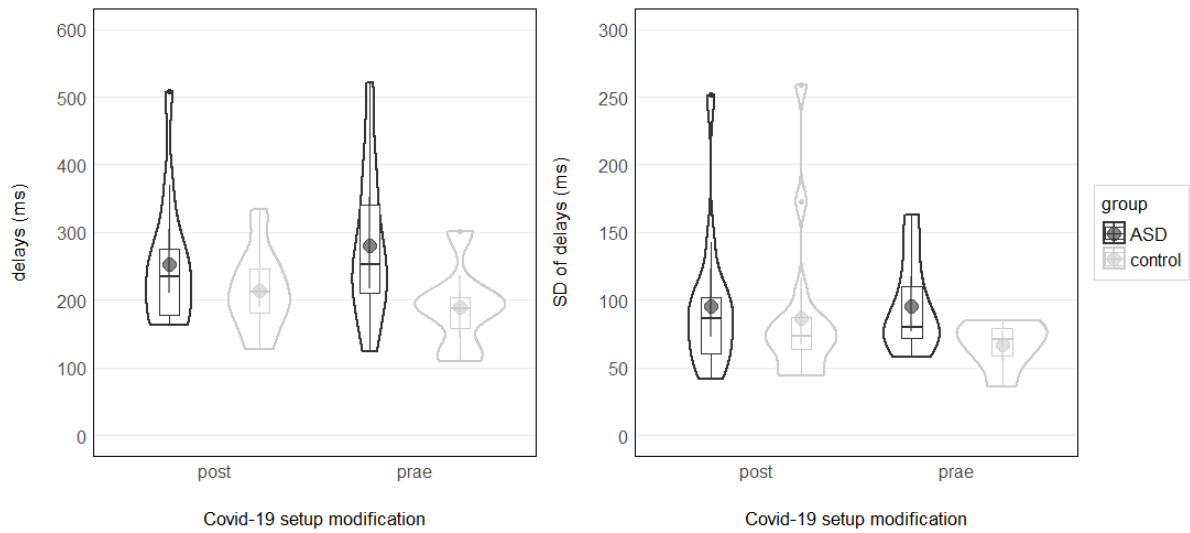 600
500
400
300
200
100
0
delays (ms)
post prae
Covid-19 setup modification
300
250
200
150
100
50
0
SD of delays (ms)
post prae
Covid-19 setup modification
group
ASD
control